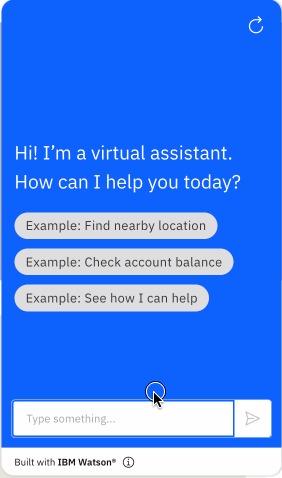 Hi! I’m a virtual assistant.
How can I help you today?
Example: Find nearby location
Example: Check account balance
Example: See how I can help
Type something...
Built with IBM Watson®